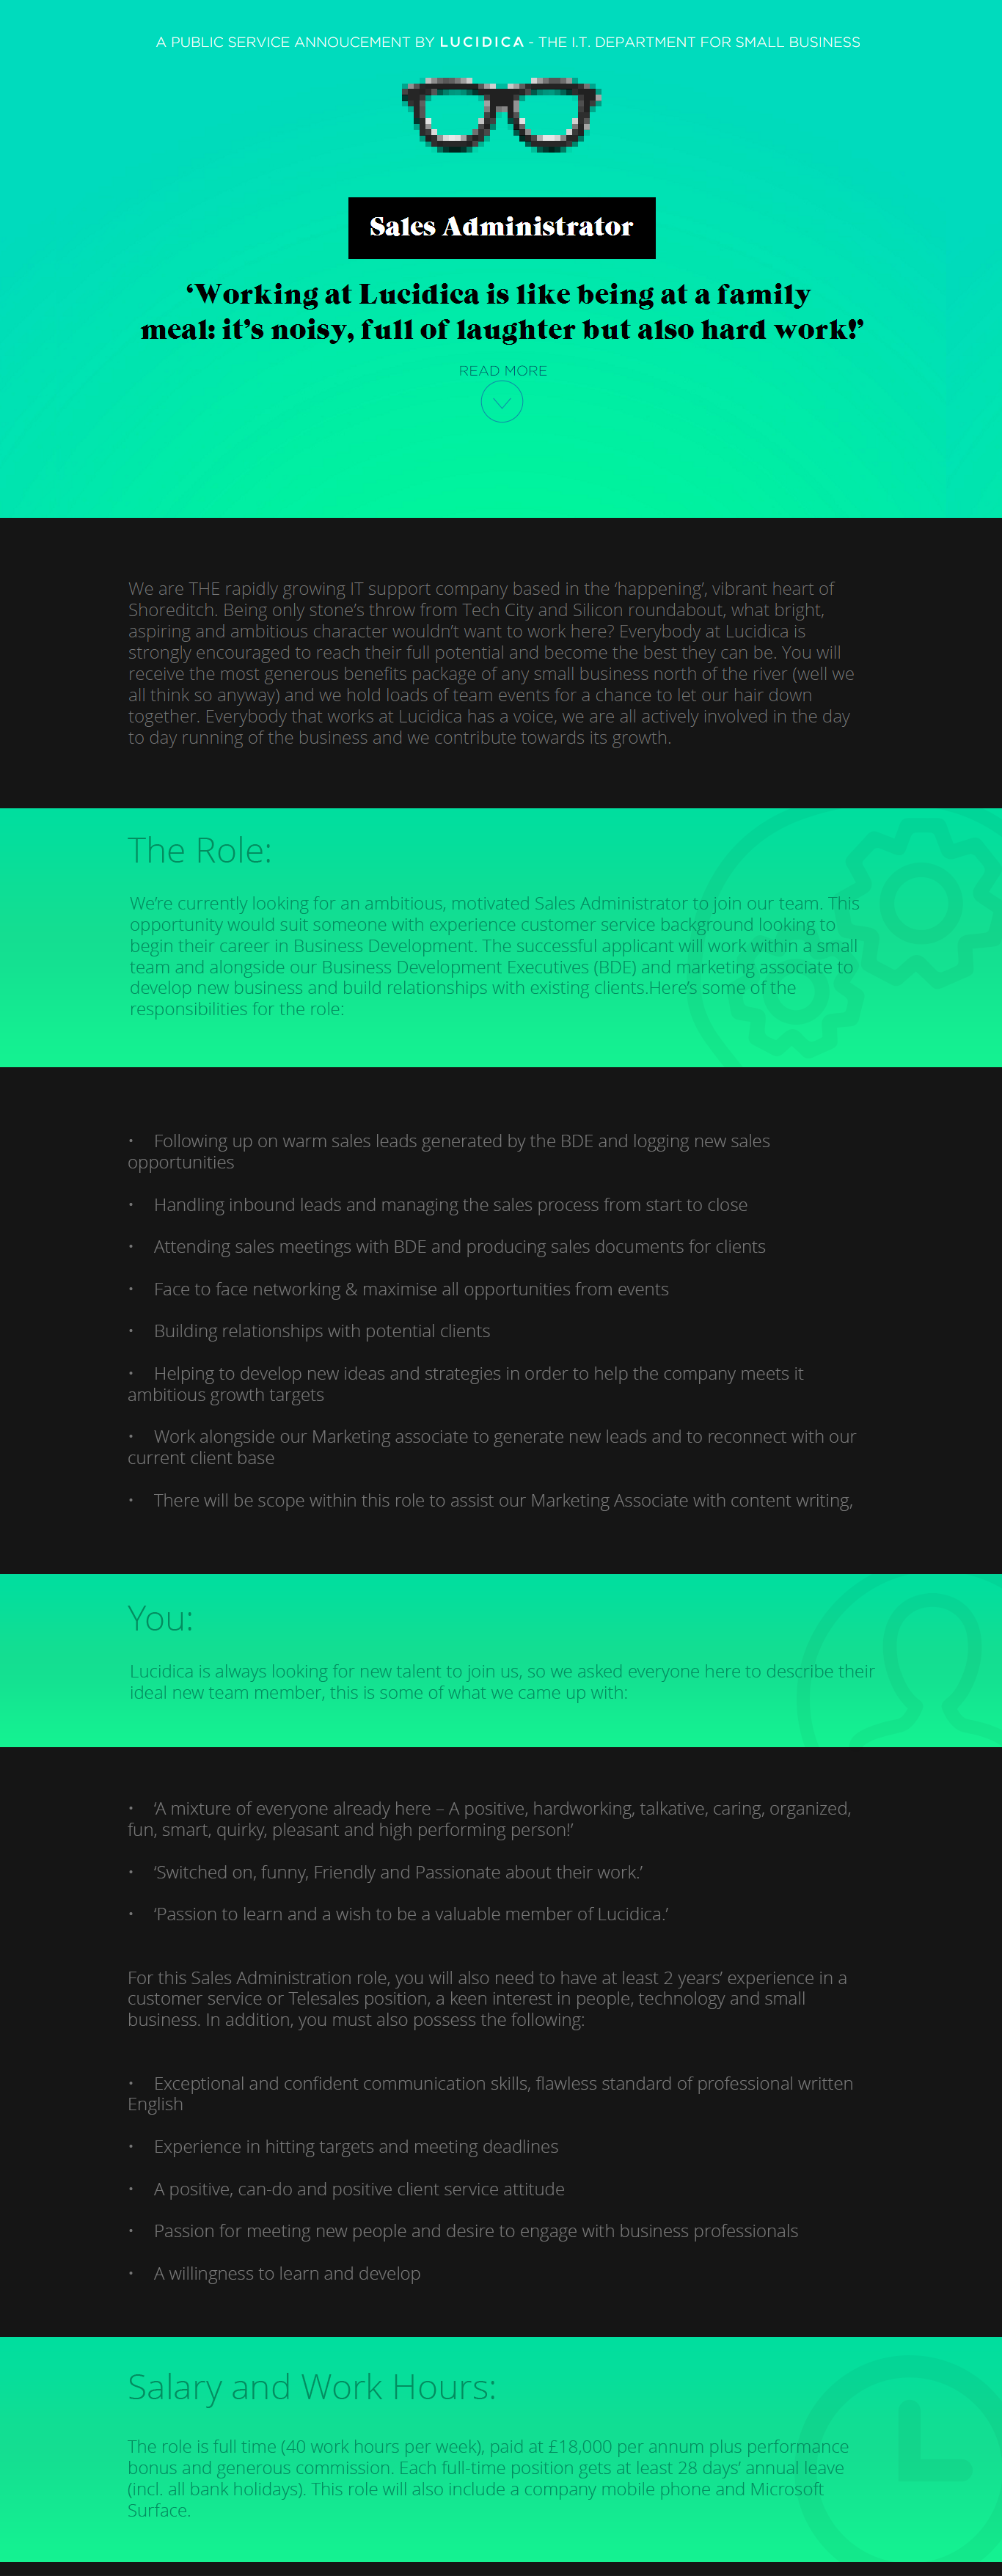 A PUBLIC SERVICE ANNOUCEMENT BY LUCIDICA - THE I.T. DEPARTMENT FOR SMALL BUSINESS
Sales Administrator
‘Working at Lucidica is like being at a family
meal: it’s noisy, full of laughter but also hard work!’
READ MORE
We are THE rapidly growing IT support company based in the ‘happening’, vibrant heart of
Shoreditch. Being only stone’s throw from Tech City and Silicon roundabout, what bright,
aspiring and ambitious character wouldn’t want to work here? Everybody at Lucidica is
strongly encouraged to reach their full potential and become the best they can be. You will
receive the most generous benefits package of any small business north of the river (well we
all think so anyway) and we hold loads of team events for a chance to let our hair down
together. Everybody that works at Lucidica has a voice, we are all actively involved in the day
to day running of the business and we contribute towards its growth.
The Role:
We’re currently looking for an ambitious, motivated Sales Administrator to join our team. This
opportunity would suit someone with experience customer service background looking to
begin their career in Business Development. The successful applicant will work within a small
team and alongside our Business Development Executives (BDE) and marketing associate to
develop new business and build relationships with existing clients.Here’s some of the
responsibilities for the role:
• Following up on warm sales leads generated by the BDE and logging new sales
opportunities
• Handling inbound leads and managing the sales process from start to close
• Attending sales meetings with BDE and producing sales documents for clients
• Face to face networking & maximise all opportunities from events
• Building relationships with potential clients
• Helping to develop new ideas and strategies in order to help the company meets it
ambitious growth targets
• Work alongside our Marketing associate to generate new leads and to reconnect with our
current client base
• There will be scope within this role to assist our Marketing Associate with content writing,
You:
Lucidica is always looking for new talent to join us, so we asked everyone here to describe their
ideal new team member, this is some of what we came up with:
• ‘A mixture of everyone already here – A positive, hardworking, talkative, caring, organized,
fun, smart, quirky, pleasant and high performing person!’
• ‘Switched on, funny, Friendly and Passionate about their work.’
• ‘Passion to learn and a wish to be a valuable member of Lucidica.’
For this Sales Administration role, you will also need to have at least 2 years’ experience in a
customer service or Telesales position, a keen interest in people, technology and small
business. In addition, you must also possess the following:
• Exceptional and confident communication skills, flawless standard of professional written
English
• Experience in hitting targets and meeting deadlines
• A positive, can-do and positive client service attitude
• Passion for meeting new people and desire to engage with business professionals
• A willingness to learn and develop
Salary and Work Hours:
The role is full time (40 work hours per week), paid at £18,000 per annum plus performance
bonus and generous commission. Each full-time position gets at least 28 days’ annual leave
(incl. all bank holidays). This role will also include a company mobile phone and Microsoft
Surface.